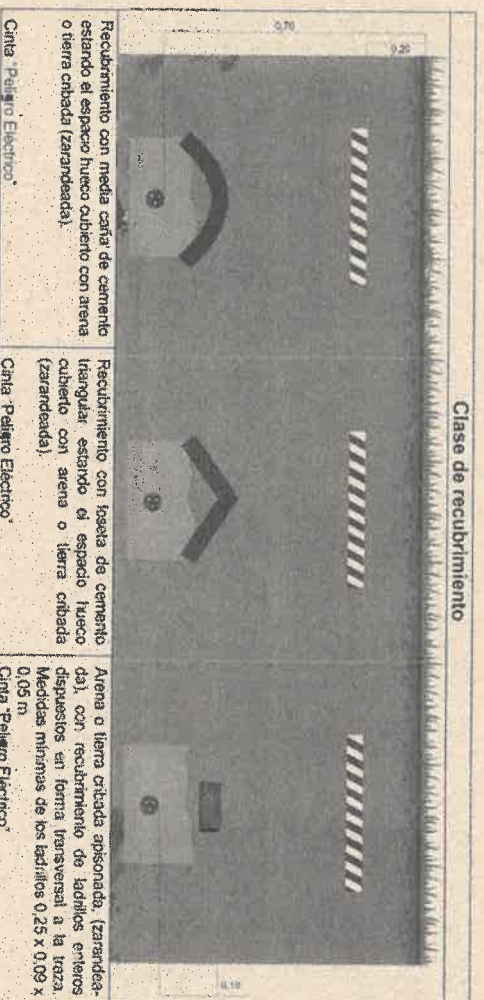 Clase de recubrimiento
0,70
0,20
0,10
Recubrimiento con media caña de cemento
estando el espacio hueco cubierto con arena
o tierra cribada (zarandeada).
Cinta "Peligro Eléctrico"
Recubrimiento con loseta de cemento
triangular estando el espacio hueco
cubierto con arena o tierra cribada
(zarandeada).
Cinta "Peligro Eléctrico"
Arena o tierra cribada apisonada, (zarandea-
da), con recubrimiento de ladrillos enteros
dispuestos en forma transversal a la traza.
Medidas mínimas de los ladrillos 0,25 x 0,09 x
0,05 m
Cinta "Peligro Eléctrico"